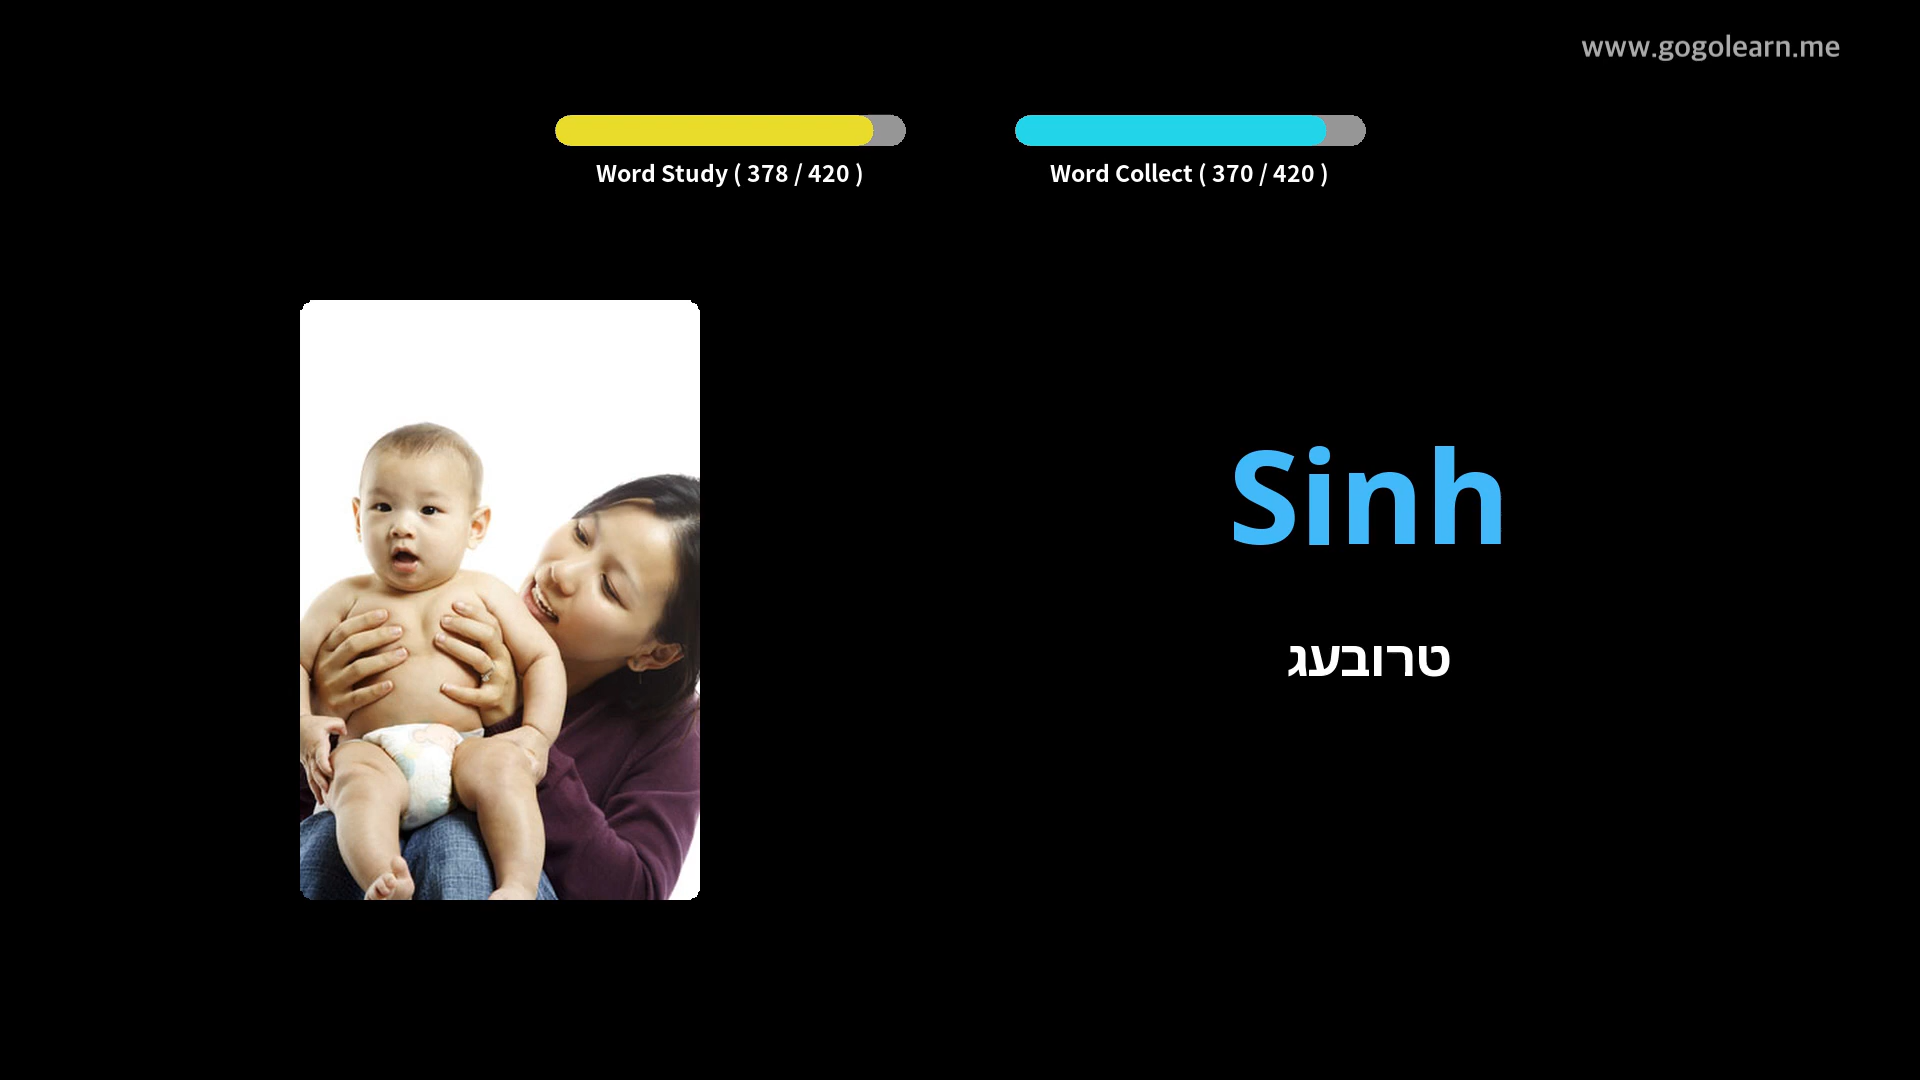 www.gogolearn.me
Word Study ( 378 / 420 )
Word Collect ( 370 / 420 )
Sinh
טרובעג